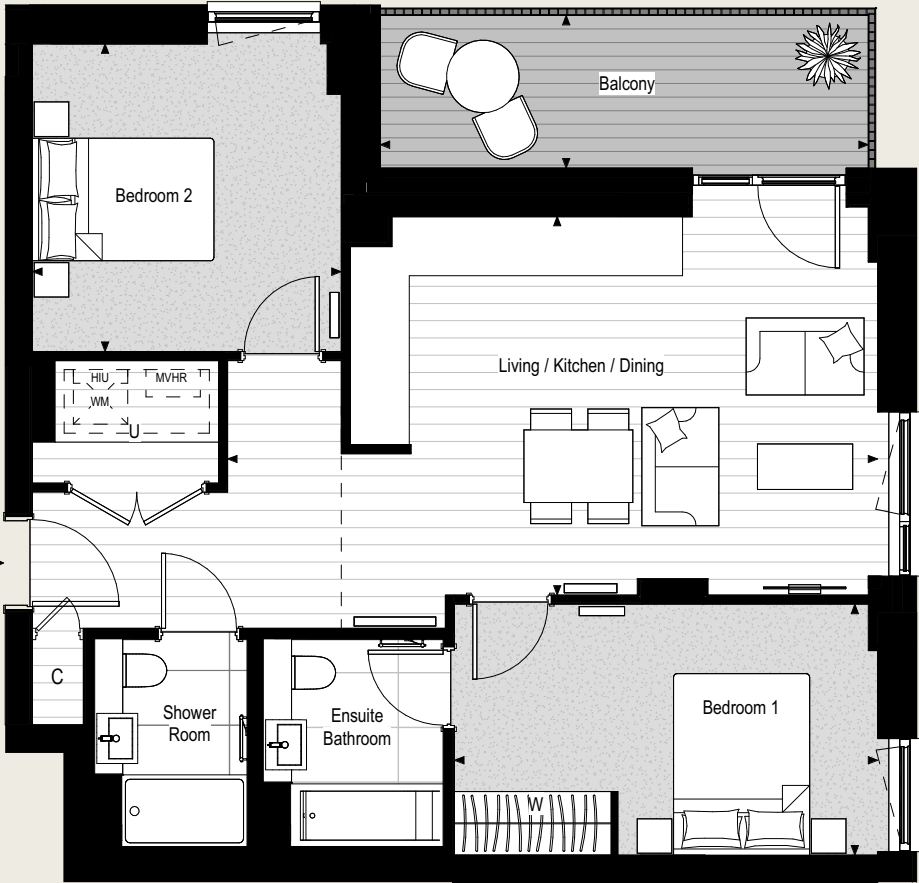 Balcony
Bedroom 2
HIU
MVHR
WM
U
Living / Kitchen / Dining
C
Shower
Room
Ensuite
Bathroom
Bedroom 1
W